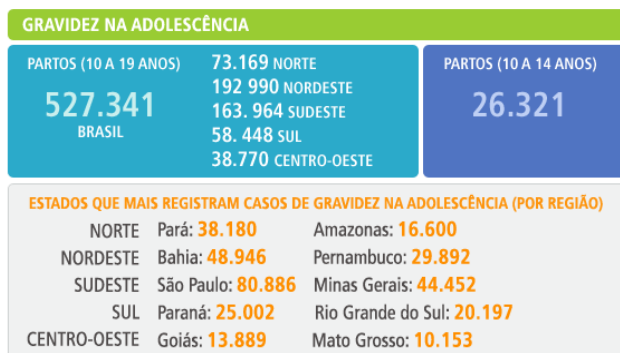 GRAVIDEZ NA ADOLESCÊNCIA
PARTOS (10 A 19 ANOS)
527.341
BRASIL
73.169 NORTE
192 990 NORDESTE
163. 964 SUDESTE
58. 448 SUL
38.770 CENTRO-OESTE
PARTOS (10 A 14 ANOS)
26.321
ESTADOS QUE MAIS REGISTRAM CASOS DE GRAVIDEZ NA ADOLESCÊNCIA (POR REGIÃO)
NORTE Pará: 38.180 Amazonas: 16.600
NORDESTE Bahia: 48.946 Pernambuco: 29.892
SUDESTE São Paulo: 80.886 Minas Gerais: 44.452
SUL Paraná: 25.002 Rio Grande do Sul: 20.197
CENTRO-OESTE Goiás: 13.889 Mato Grosso: 10.153